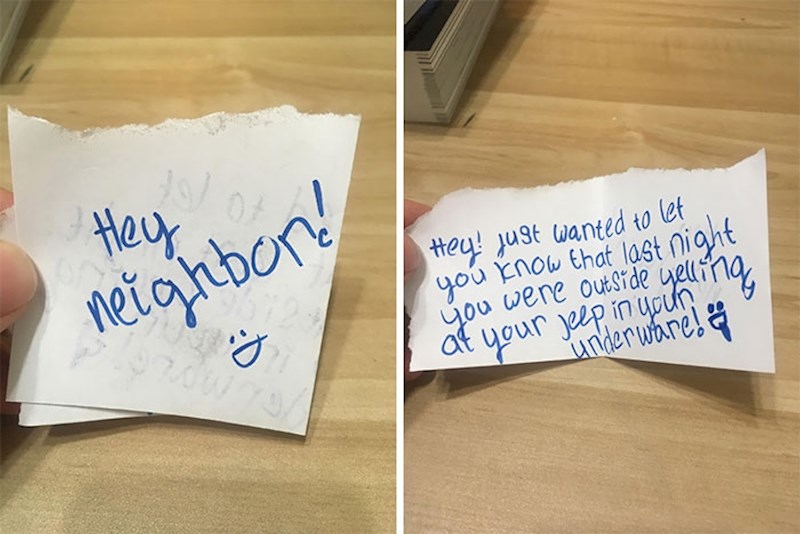 Hey
neighbor!
:)
Hey! just wanted to let
you know that last night
you were outside yelling
at your jeep in your
underware!